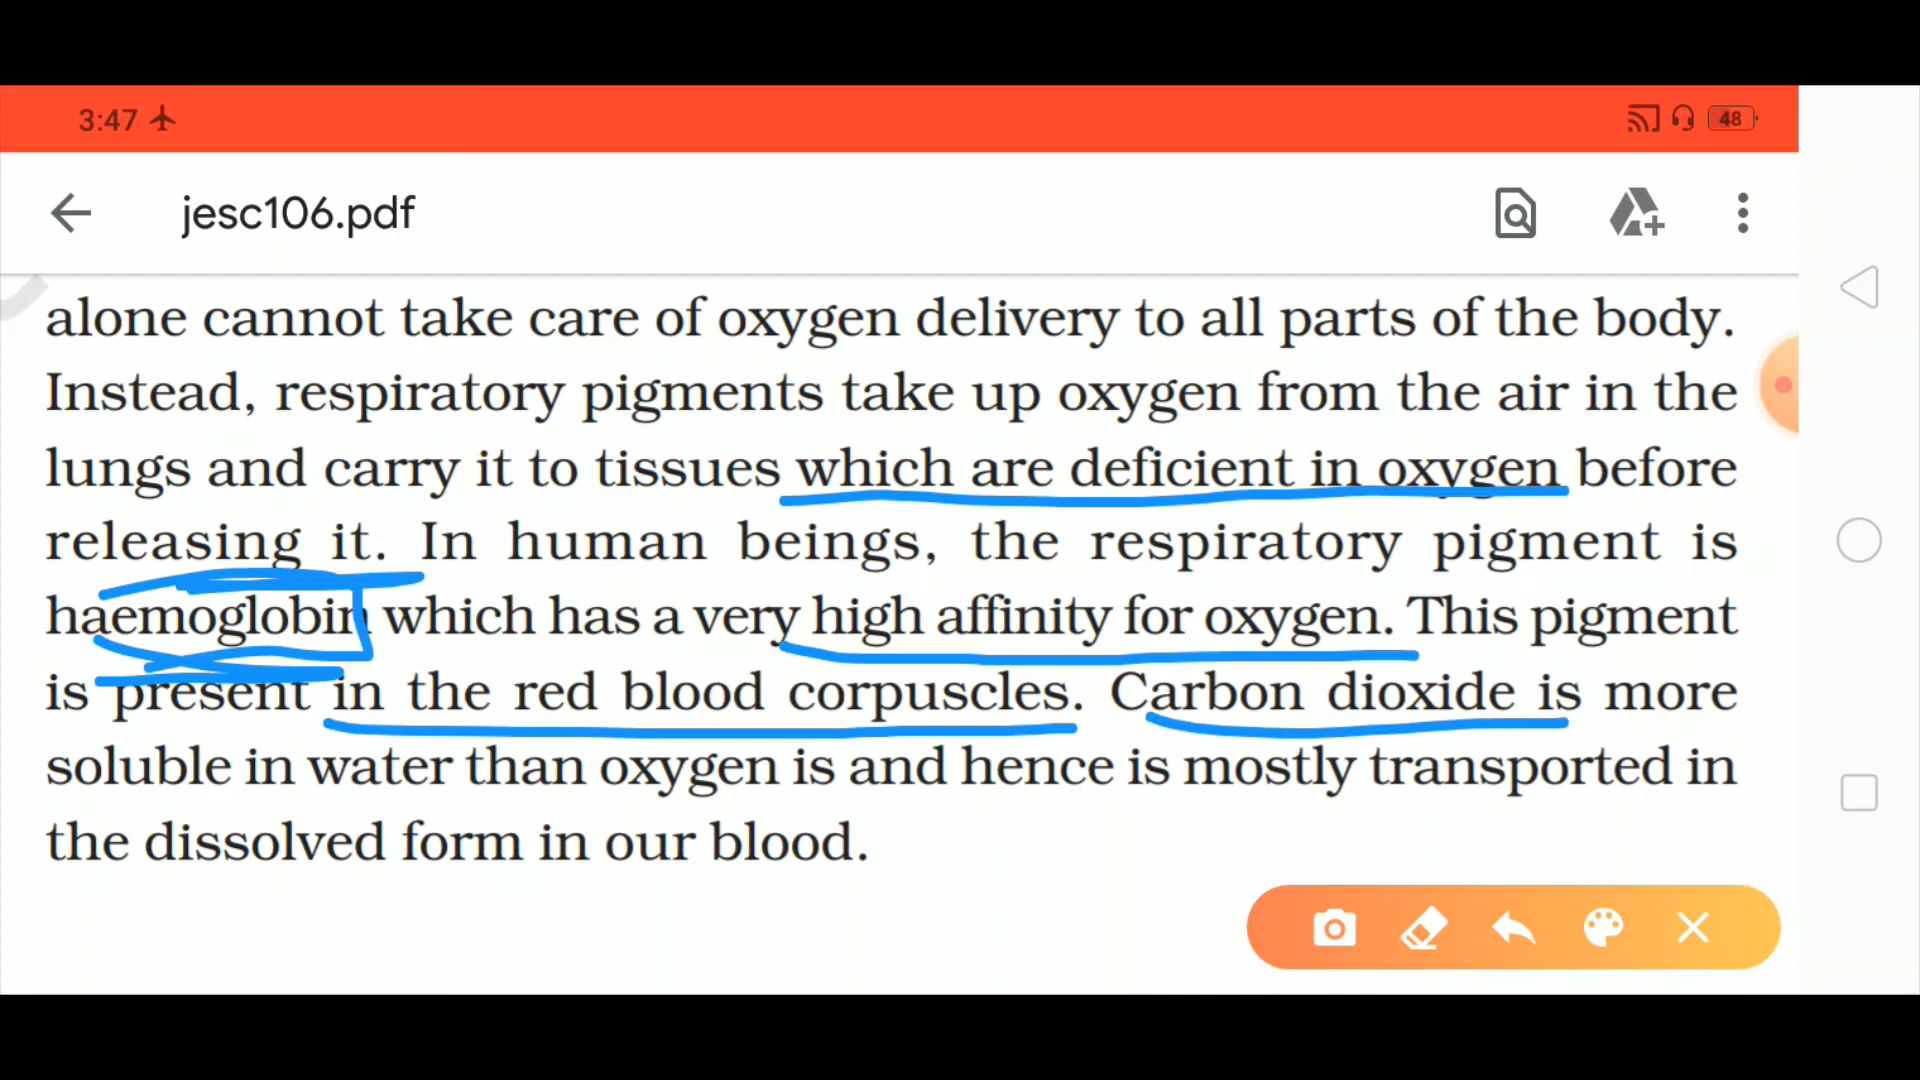 3:47 48
jesc106.pdf
alone cannot take care of oxygen delivery to all parts of the body.
Instead, respiratory pigments take up oxygen from the air in the
lungs and carry it to tissues which are deficient in oxygen before
releasing it. In human beings, the respiratory pigment is
haemoglobin which has a very high affinity for oxygen. This pigment
is present in the red blood corpuscles. Carbon dioxide is more
soluble in water than oxygen is and hence is mostly transported in
the dissolved form in our blood.